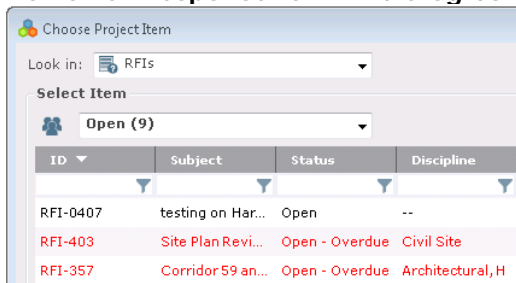 Choose Project Item
Look in: RFIs
Select Item
Open (9)
ID Subject Status Discipline
RFI-0407 testing on Har... Open --
RFI-403 Site Plan Revi... Open - Overdue Civil Site
RFI-357 Corridor 59 an... Open - Overdue Architectural, H